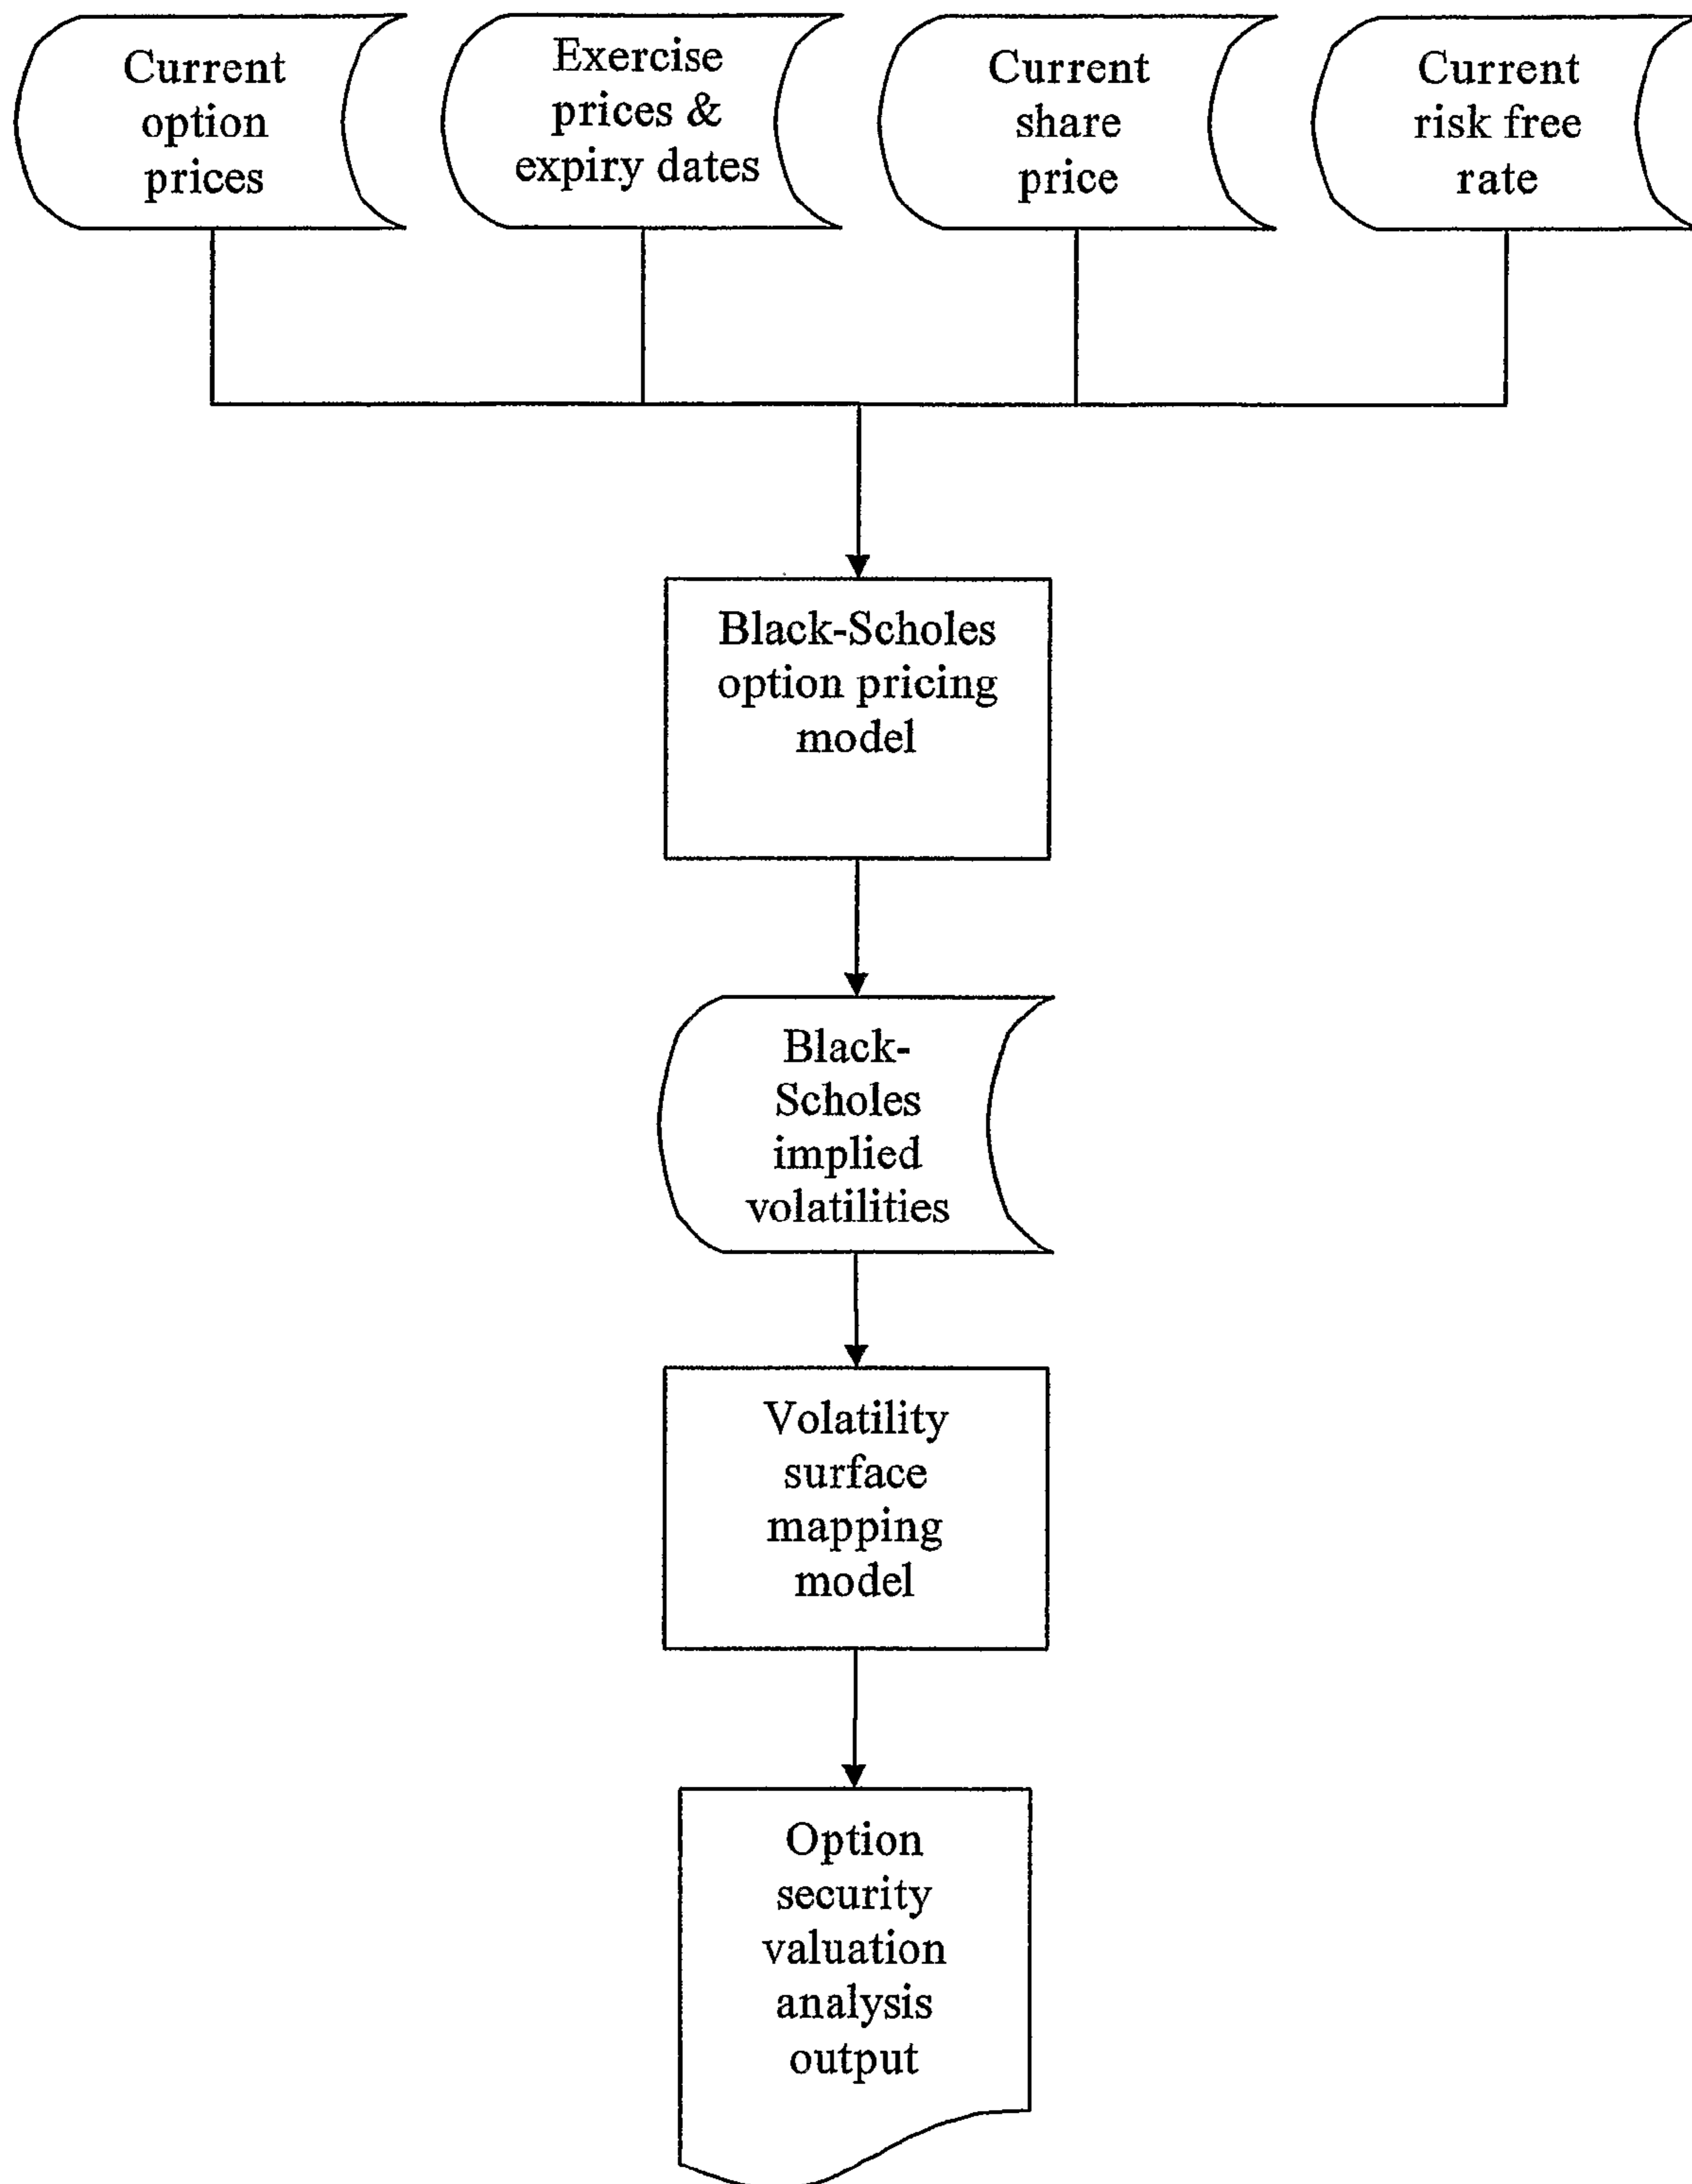 Current
option
prices
Exercise
prices &
expiry dates
Current
share
price
Current
risk free
rate
Black-Scholes
option pricing
model
Black-
Scholes
implied
volatilities
Volatility
surface
mapping
model
Option
security
valuation
analysis
output